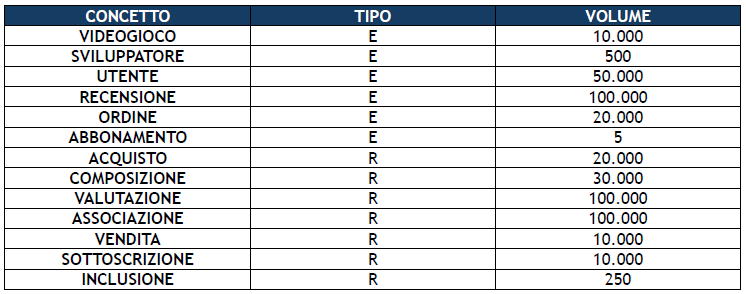 CONCETTO TIPO VOLUME
VIDEOGIOCO E 10.000
SVILUPPATORE E 500
UTENTE E 50.000
RECENSIONE E 100.000
ORDINE E 20.000
ABBONAMENTO E 5
ACQUISTO R 20.000
COMPOSIZIONE R 30.000
VALUTAZIONE R 100.000
ASSOCIAZIONE R 100.000
VENDITA R 10.000
SOTTOSCRIZIONE R 10.000
INCLUSIONE R 250